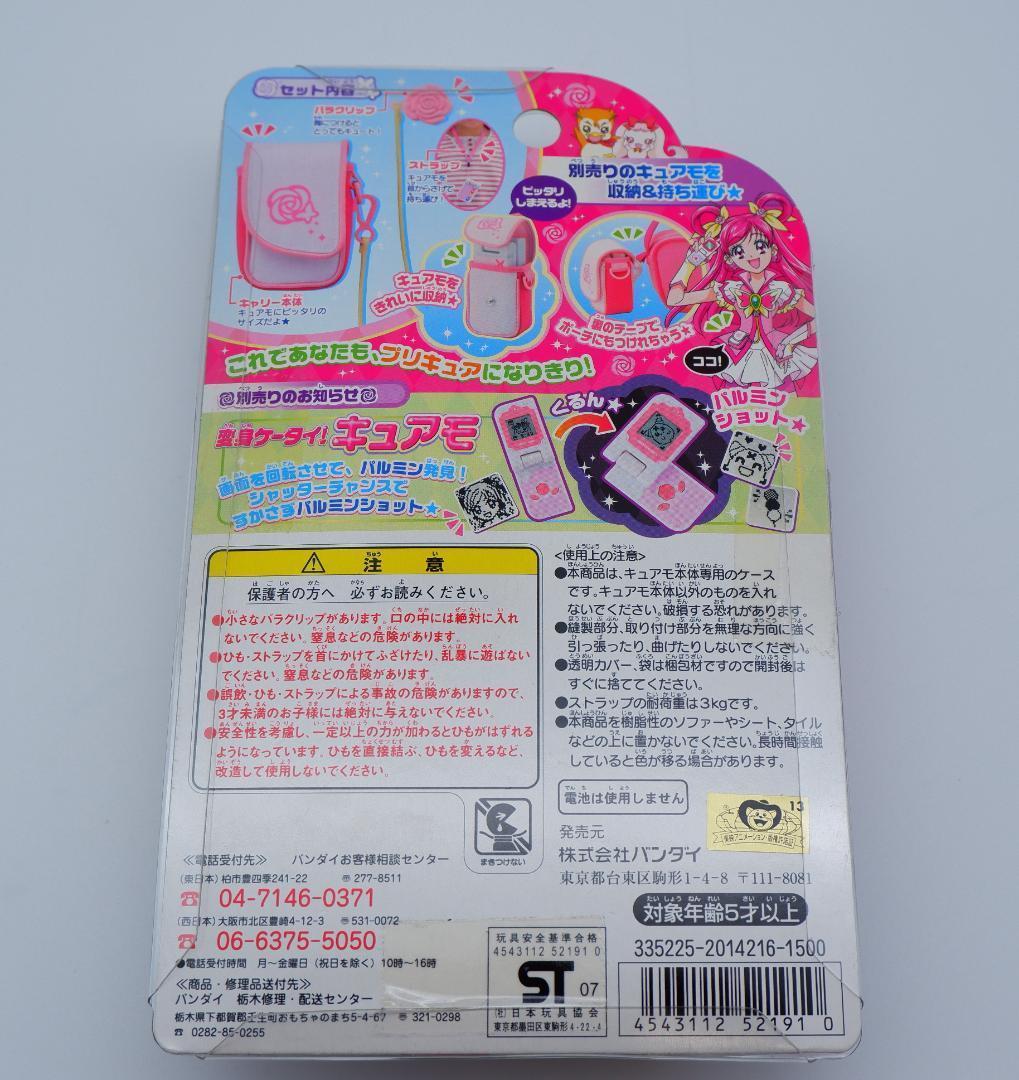 セット内容
バラクリップ
胸につけると
とってもキュート!
ストラップ
キュアモを
首からさげて
持ち運び!
別売りのキュアモを
収納&持ち運び★
ピッタリ
しまえるよ!
キュアモを
きれいに収納★
裏のテープで
ポーチにもつけれちゃう★
キャリー本体
キュアモにピッタリの
サイズだよ★
ココ!
これであなたも、プリキュアになりきり!
別売りのお知らせ
変身ケータイ!キュアモ
くるん★
パルミン
ショット★
画面を回転させて、パルミン発見!
シャッターチャンスで
すかさずパルミンショット★
注意
保護者の方へ 必ずお読みください。
●小さなバラクリップがあります。口の中には絶対に入れ
ないでください。窒息などの危険があります。
●ひも・ストラップを首にかけてふざけたり、乱暴に遊ばない
でください。窒息などの危険があります。
●誤飲・ひも・ストラップによる事故の危険がありますので、
3才未満のお子様には絶対に与えないでください。
●安全性を考慮し、一定以上の力が加わるとひもがはずれる
ようになっています。ひもを直接結ぶ、ひもを変えるなど、
改造して使用しないでください。
<使用上の注意>
●本商品は、キュアモ本体専用のケース
です。キュアモ本体以外のものを入れ
ないでください。破損する恐れがあります。
●縫製部分、取り付け部分を無理な方向に強く
引っ張ったり、曲げたりしないでください。
●透明カバー、袋は梱包材ですので開封後は
すぐに捨ててください。
●ストラップの耐荷重は3kgです。
●本商品を樹脂性のソファーやシート、タイル
などの上に置かないでください。長時間接触
していると色が移る場合があります。
まきつけない
電池は使用しません
13
発売元
株式会社バンダイ
東京都台東区駒形1-4-8 〒111-8081
対象年齢5才以上
335225-2014216-1500
4543112 52191 0
≪電話受付先≫ バンダイお客様相談センター
(東日本)柏市豊四季241-22 〠277-8511
☎ 04-7146-0371
(西日本)大阪市北区豊崎4-12-3 〠531-0072
☎ 06-6375-5050
●電話受付時間 月〜金曜日(祝日を除く)10時〜16時
≪商品・修理品送付先≫
バンダイ 栃木修理・配送センター
栃木県下都賀郡壬生町おもちゃのまち5-4-67 〠321-0298
☎ 0282-85-0255
玩具安全基準合格
4543112 52191 0
ST 07
(社)日本玩具協会
東京都墨田区東駒形4-22-4